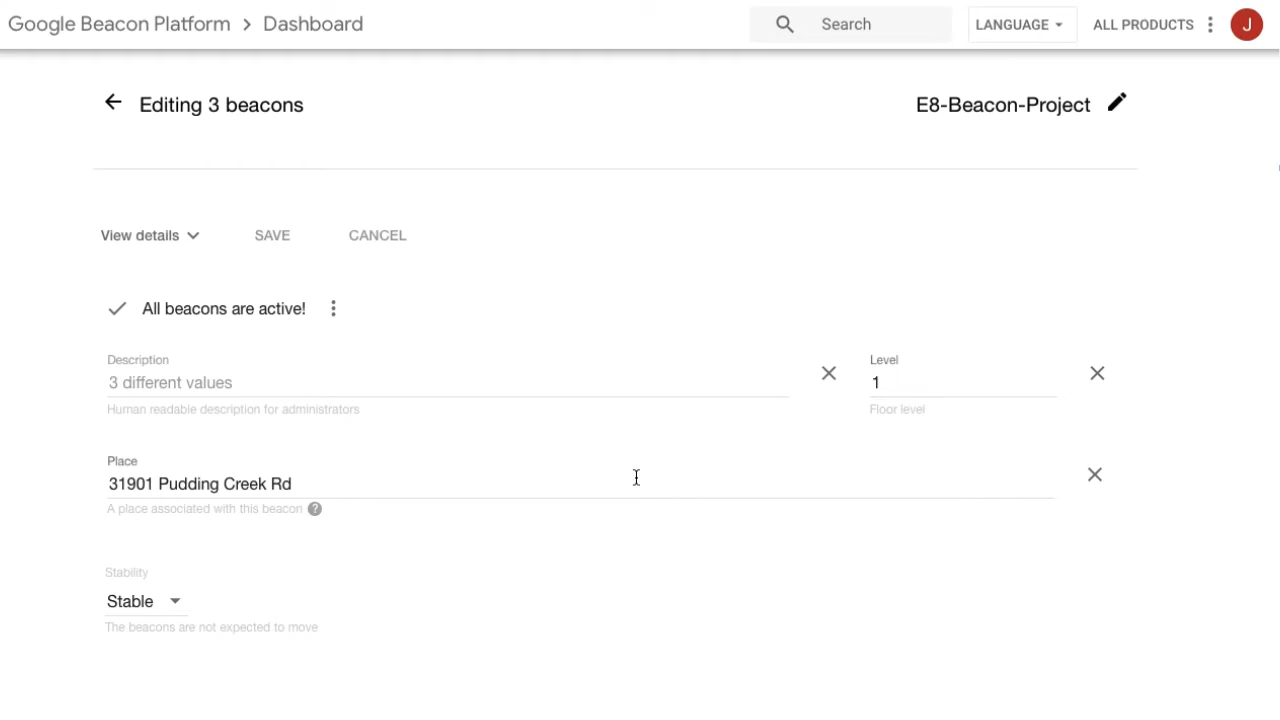 Google Beacon Platform > Dashboard
Search
LANGUAGE
ALL PRODUCTS
J
Editing 3 beacons
E8-Beacon-Project
View details
SAVE
CANCEL
All beacons are active!
Description
3 different values
Human readable description for administrators
Level
1
Floor level
Place
31901 Pudding Creek Rd
A place associated with this beacon ?
Stability
Stable
The beacons are not expected to move